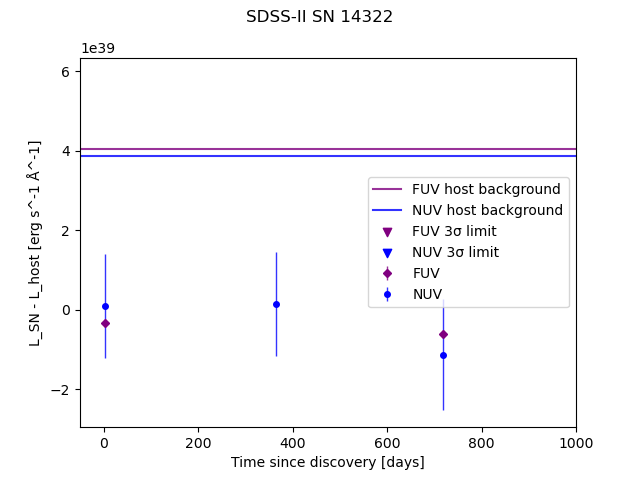 SDSS-II SN 14322
1e39
6
4
2
0
−2
L_SN - L_host [erg s^-1 Å^-1]
FUV host background
NUV host background
FUV 3σ limit
NUV 3σ limit
FUV
NUV
0 200 400 600 800 1000
Time since discovery [days]